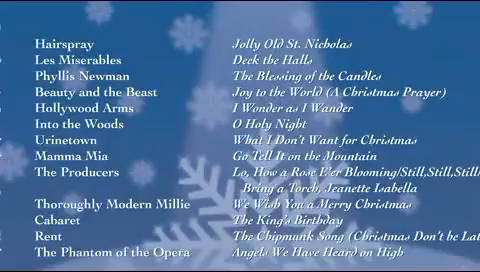 Hairspray Jolly Old St. Nicholas
Les Miserables Deck the Halls
Phyllis Newman The Blessing of the Candles
Beauty and the Beast Joy to the World (A Christmas Prayer)
Hollywood Arms I Wonder as I Wander
Into the Woods O Holy Night
Urinetown What I Don't Want for Christmas
Mamma Mia Go Tell It on the Mountain
The Producers Lo, How a Rose E'er Blooming/Still,Still,Still/
Bring a Torch, Jeanette Isabella
Thoroughly Modern Millie We Wish You a Merry Christmas
Cabaret The King's Birthday
Rent The Chipmunk Song (Christmas Don't be Lat
The Phantom of the Opera Angels We Have Heard on High